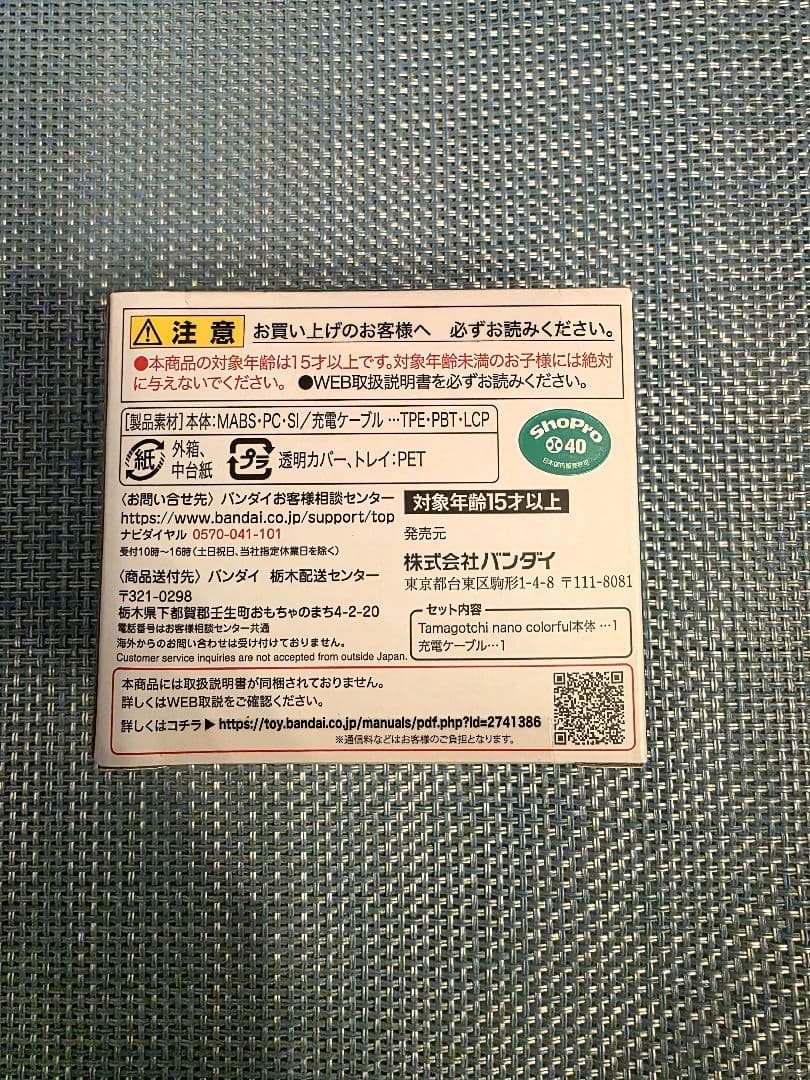 注意 お買い上げのお客様へ 必ずお読みください。
●本商品の対象年齢は15才以上です。対象年齢未満のお子様には絶対
に与えないでください。 ●WEB取扱説明書を必ずお読みください。
[製品素材]本体:MABS・PC・SI/充電ケーブル…TPE・PBT・LCP
紙 外箱、
中台紙
プラ 透明カバー、トレイ:PET
ShoPro
40
〈お問い合せ先〉バンダイお客様相談センター
https://www.bandai.co.jp/support/top
ナビダイヤル 0570-041-101
受付10時〜16時(土日祝日、当社指定休業日を除く)
〈商品送付先〉バンダイ 栃木配送センター
〒321-0298
栃木県下都賀郡壬生町おもちゃのまち4-2-20
電話番号はお客様相談センター共通
海外からのお問い合わせは受け付けておりません。
Customer service inquiries are not accepted from outside Japan.
対象年齢15才以上
発売元
株式会社バンダイ
東京都台東区駒形1-4-8 〒111-8081
セット内容
Tamagotchi nano colorful本体…1
充電ケーブル…1
本商品には取扱説明書が同梱されておりません。
詳しくはWEB取説をご確認ください。
詳しくはコチラ▶https://toy.bandai.co.jp/manuals/pdf.php?id=2741386
※通信料などはお客様のご負担となります。